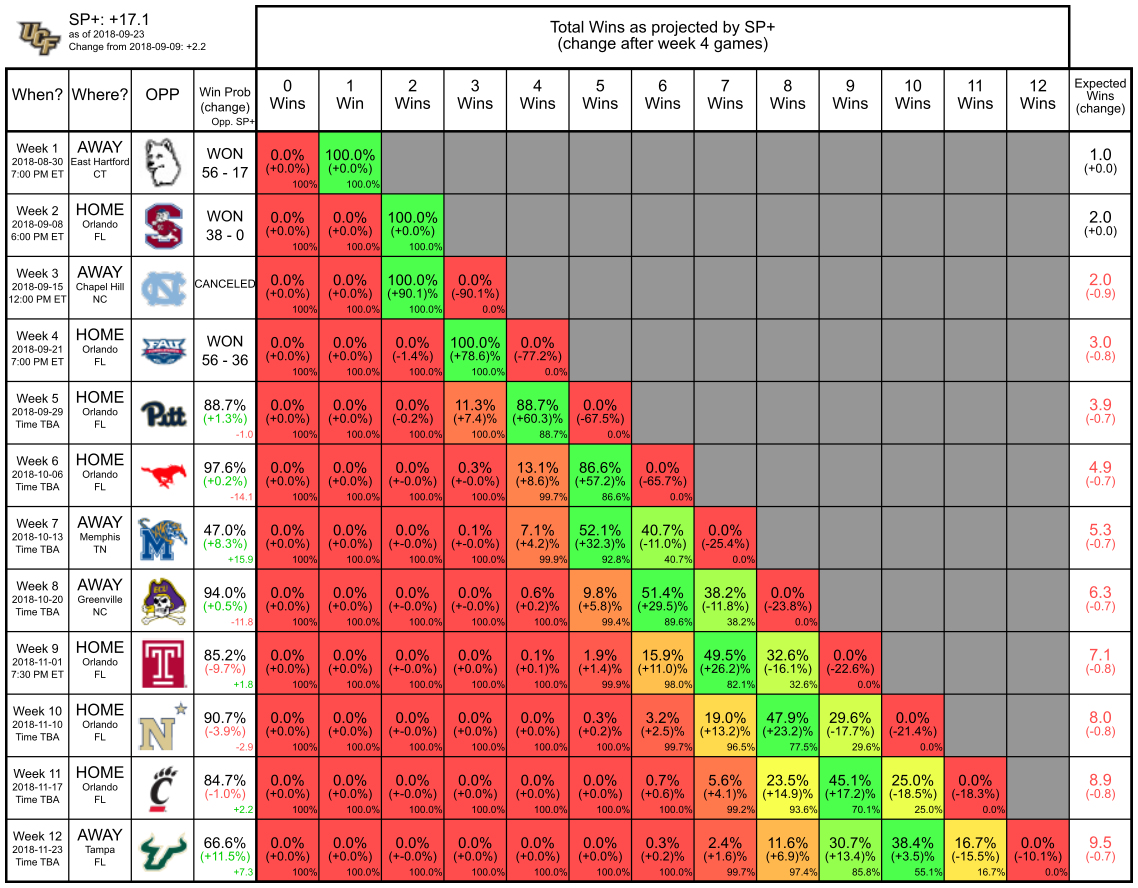 UCF
SP+: +17.1
as of 2018-09-23
Change from 2018-09-09: +2.2
Total Wins as projected by SP+
(change after week 4 games)
When? Where? OPP Win Prob (change) Opp. SP+ 0 Wins 1 Win 2 Wins 3 Wins 4 Wins 5 Wins 6 Wins 7 Wins 8 Wins 9 Wins 10 Wins 11 Wins 12 Wins Expected Wins (change)
Week 1 AWAY WON 0.0% 100.0% 1.0
2018-08-30 East Hartford (+0.0%) (+0.0%) (+0.0)
7:00 PM ET CT 56 - 17 100% 100.0%
Week 2 HOME SC WON 0.0% 0.0% 100.0% 2.0
2018-09-08 Orlando (+0.0%) (+0.0%) (+0.0%) (+0.0)
6:00 PM ET FL 38 - 0 100% 100.0% 100.0%
Week 3 AWAY NC CANCELED 0.0% 0.0% 100.0% 0.0% 2.0
2018-09-15 Chapel Hill (+0.0%) (+0.0%) (+90.1)% (-90.1%) (-0.9)
12:00 PM ET NC 100% 100.0% 100.0% 0.0%
Week 4 HOME FAU WON 0.0% 0.0% 0.0% 100.0% 0.0% 3.0
2018-09-21 Orlando (+0.0%) (+0.0%) (-1.4%) (+78.6)% (-77.2%) (-0.8)
7:00 PM ET FL 56 - 36 100% 100.0% 100.0% 100.0% 0.0%
Week 5 HOME Pitt 88.7% 0.0% 0.0% 0.0% 11.3% 88.7% 0.0% 3.9
2018-09-29 Orlando (+1.3%) (+0.0%) (+0.0%) (-0.2%) (+7.4)% (+60.3)% (-67.5%) (-0.7)
Time TBA FL -1.0 100% 100.0% 100.0% 100.0% 88.7% 0.0%
Week 6 HOME 97.6% 0.0% 0.0% 0.0% 0.3% 13.1% 86.6% 0.0% 4.9
2018-10-06 Orlando (+0.2%) (+0.0%) (+0.0%) (+-0.0%) (-0.0%) (+8.6)% (+57.2)% (-65.7%) (-0.7)
Time TBA FL -14.1 100% 100.0% 100.0% 100.0% 99.7% 86.6% 0.0%
Week 7 AWAY M 47.0% 0.0% 0.0% 0.0% 0.1% 7.1% 52.1% 40.7% 0.0% 5.3
2018-10-13 Memphis (+8.3%) (+0.0%) (+0.0%) (+-0.0%) (+-0.0%) (+4.2)% (+32.3)% (-11.0%) (-25.4%) (-0.7)
Time TBA TN +15.9 100% 100.0% 100.0% 100.0% 99.9% 92.8% 40.7% 0.0%
Week 8 AWAY ECU 94.0% 0.0% 0.0% 0.0% 0.0% 0.6% 9.8% 51.4% 38.2% 0.0% 6.3
2018-10-20 Greenville (+0.5%) (+0.0%) (+0.0%) (+-0.0%) (-0.0%) (+0.2)% (+5.8)% (+29.5)% (-11.8%) (-23.8%) (-0.7)
Time TBA NC -11.8 100% 100.0% 100.0% 100.0% 100.0% 99.4% 89.6% 38.2% 0.0%
Week 9 HOME T 85.2% 0.0% 0.0% 0.0% 0.0% 0.1% 1.9% 15.9% 49.5% 32.6% 0.0% 7.1
2018-11-01 Orlando (-9.7%) (+0.0%) (+0.0%) (+-0.0%) (+0.0%) (+0.1)% (+1.4)% (+11.0)% (+26.2)% (-16.1%) (-22.6%) (-0.8)
7:30 PM ET FL +1.8 100% 100.0% 100.0% 100.0% 100.0% 99.9% 98.0% 82.1% 32.6% 0.0%
Week 10 HOME N 90.7% 0.0% 0.0% 0.0% 0.0% 0.0% 0.3% 3.2% 19.0% 47.9% 29.6% 0.0% 8.0
2018-11-10 Orlando (-3.9%) (+0.0%) (+0.0%) (+-0.0%) (+0.0%) (+0.0%) (+0.2)% (+2.5)% (+13.2)% (+23.2)% (-17.7%) (-21.4%) (-0.8)
Time TBA FL -2.9 100% 100.0% 100.0% 100.0% 100.0% 100.0% 99.7% 96.5% 77.5% 29.6% 0.0%
Week 11 HOME C 84.7% 0.0% 0.0% 0.0% 0.0% 0.0% 0.0% 0.7% 5.6% 23.5% 45.1% 25.0% 0.0% 8.9
2018-11-17 Orlando (-1.0%) (+0.0%) (+0.0%) (+-0.0%) (+0.0%) (+0.0%) (+0.0%) (+0.6)% (+4.1)% (+14.9)% (+17.2)% (-18.5%) (-18.3%) (-0.8)
Time TBA FL +2.2 100% 100.0% 100.0% 100.0% 100.0% 100.0% 100.0% 99.2% 93.6% 70.1% 25.0% 0.0%
Week 12 AWAY 66.6% 0.0% 0.0% 0.0% 0.0% 0.0% 0.0% 0.3% 2.4% 11.6% 30.7% 38.4% 16.7% 0.0% 9.5
2018-11-23 Tampa (+11.5%) (+0.0%) (+0.0%) (+-0.0%) (+0.0%) (+0.0%) (+0.0%) (+0.2)% (+1.6)% (+6.9)% (+13.4)% (+3.5)% (-15.5%) (-10.1%) (-0.7)
Time TBA FL +7.3 100% 100.0% 100.0% 100.0% 100.0% 100.0% 100.0% 99.7% 97.4% 85.8% 55.1% 16.7% 0.0%